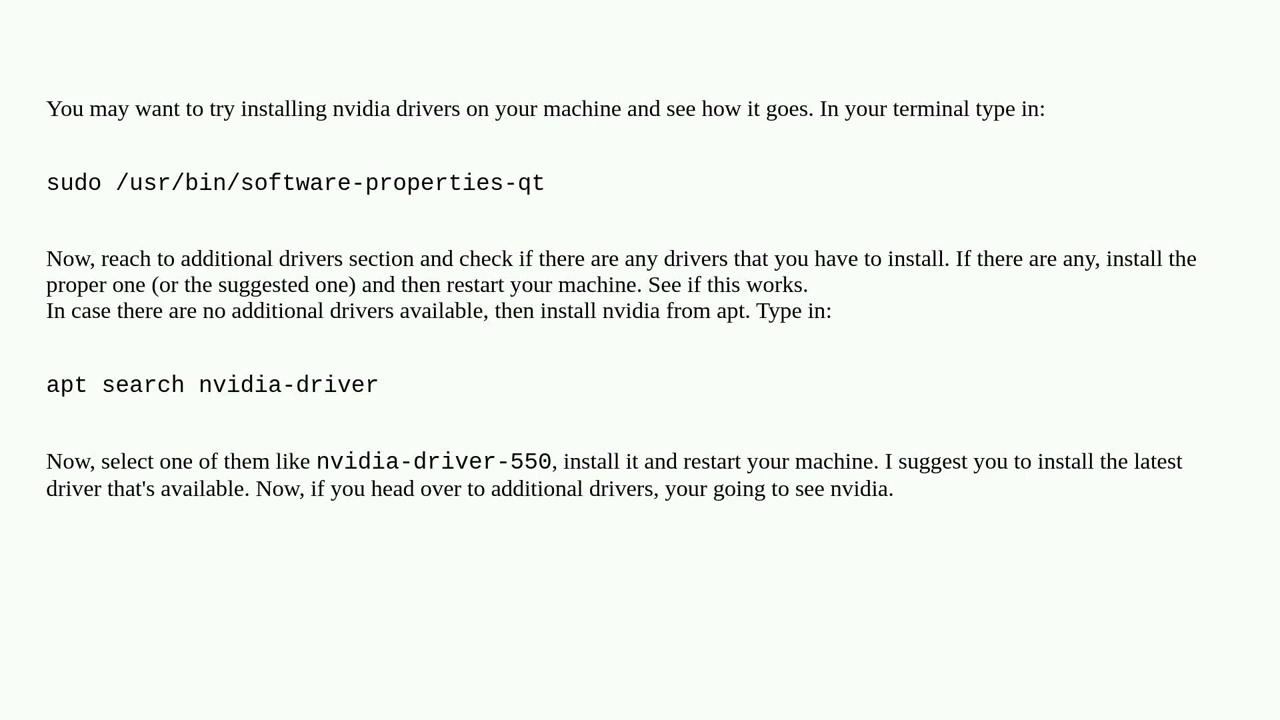 You may want to try installing nvidia drivers on your machine and see how it goes. In your terminal type in:
sudo /usr/bin/software-properties-qt
Now, reach to additional drivers section and check if there are any drivers that you have to install. If there are any, install the
proper one (or the suggested one) and then restart your machine. See if this works.
In case there are no additional drivers available, then install nvidia from apt. Type in:
apt search nvidia-driver
Now, select one of them like nvidia-driver-550, install it and restart your machine. I suggest you to install the latest
driver that's available. Now, if you head over to additional drivers, your going to see nvidia.